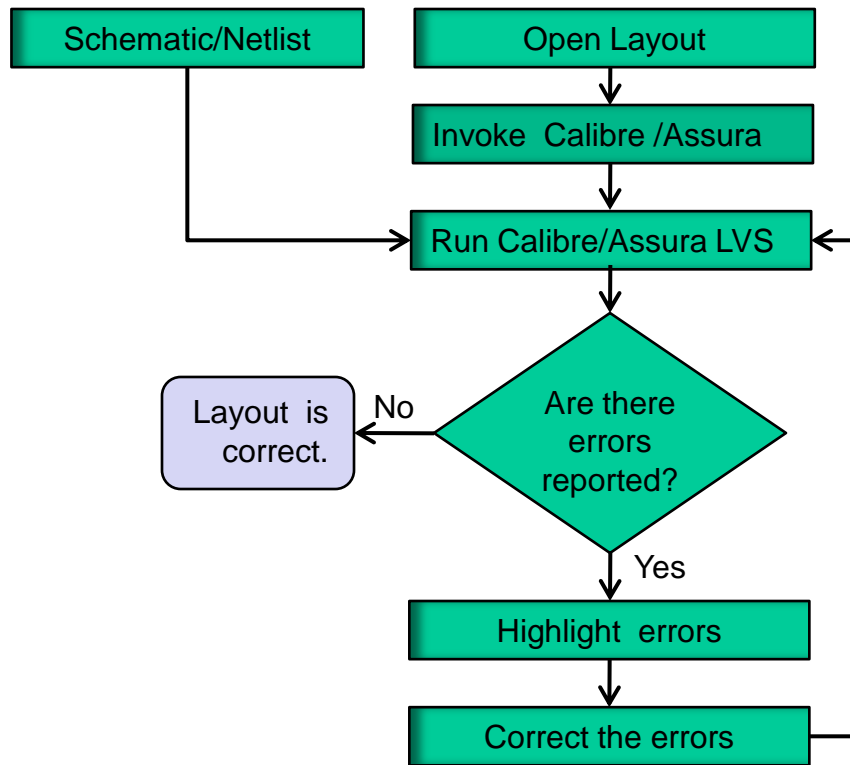 Schematic/Netlist
Open Layout
Invoke Calibre /Assura
Run Calibre/Assura LVS
Are there
errors
reported?
No
Layout is
correct.
Yes
Highlight errors
Correct the errors